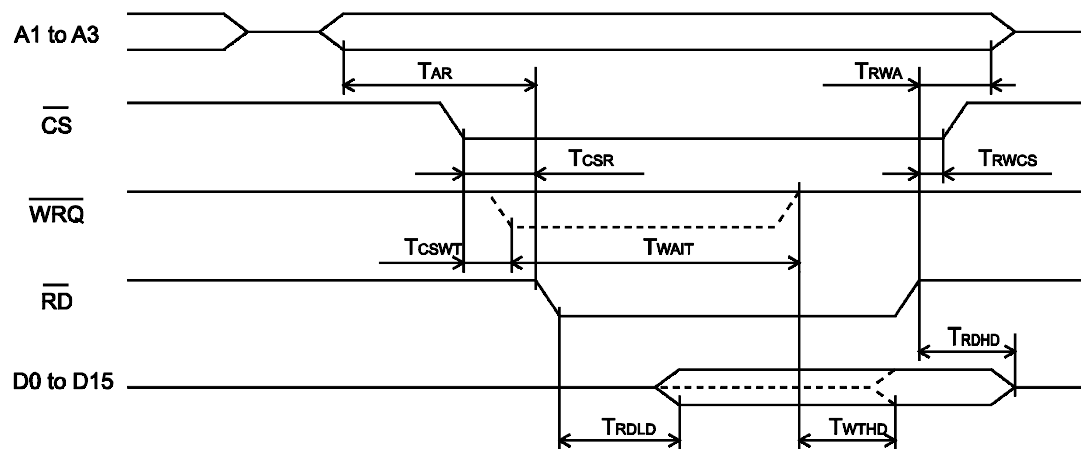 A1 to A3
TAR
TRWA
CS
TCSR
TRWCS
WRQ
TCSWT
TWAIT
RD
TRDHD
D0 to D15
TRDLD
TWTHD